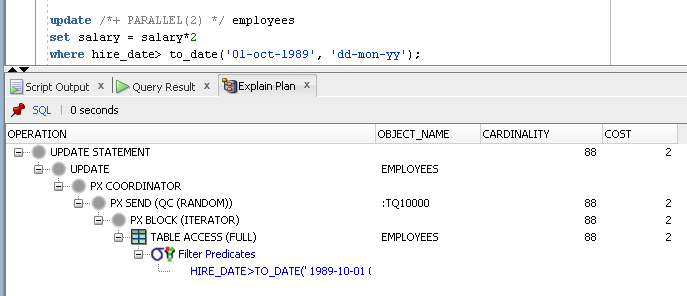 update /*+ PARALLEL(2) */ employees
set salary = salary*2
where hire_date> to_date('01-oct-1989', 'dd-mon-yy');
Script Output x Query Result x Explain Plan x
SQL | 0 seconds
OPERATION OBJECT_NAME CARDINALITY COST
UPDATE STATEMENT 88 2
UPDATE EMPLOYEES
PX COORDINATOR
PX SEND (QC (RANDOM)) :TQ10000 88 2
PX BLOCK (ITERATOR) 88 2
TABLE ACCESS (FULL) EMPLOYEES 88 2
Filter Predicates
HIRE_DATE>TO_DATE(' 1989-10-01 (